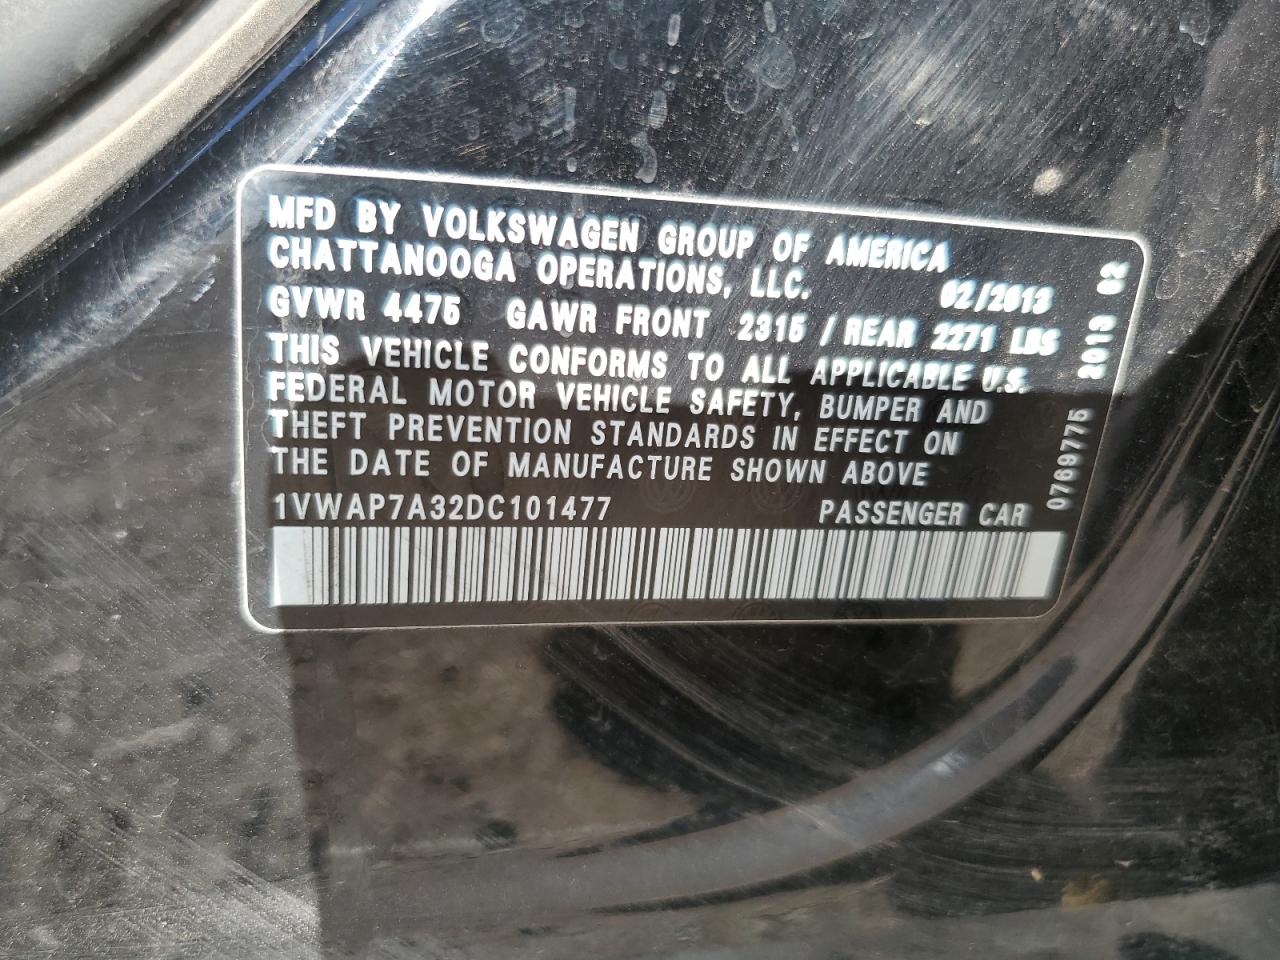 MFD BY VOLKSWAGEN GROUP OF AMERICA
CHATTANOOGA OPERATIONS, LLC. 02/2013
GVWR 4475 GAWR FRONT 2315 / REAR 2271 LBS
THIS VEHICLE CONFORMS TO ALL APPLICABLE U.S.
FEDERAL MOTOR VEHICLE SAFETY, BUMPER AND
THEFT PREVENTION STANDARDS IN EFFECT ON
THE DATE OF MANUFACTURE SHOWN ABOVE
1VWAP7A32DC101477 PASSENGER CAR
0769775 2013 02